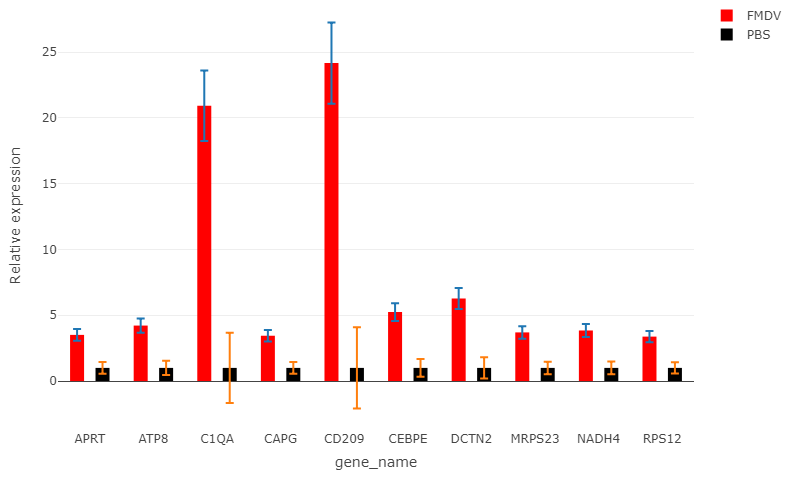 FMDV
PBS
25
20
15
10
5
0
Relative expression
APRT
ATP8
C1QA
CAPG
CD209
CEBPE
DCTN2
MRPS23
NADH4
RPS12
gene_name